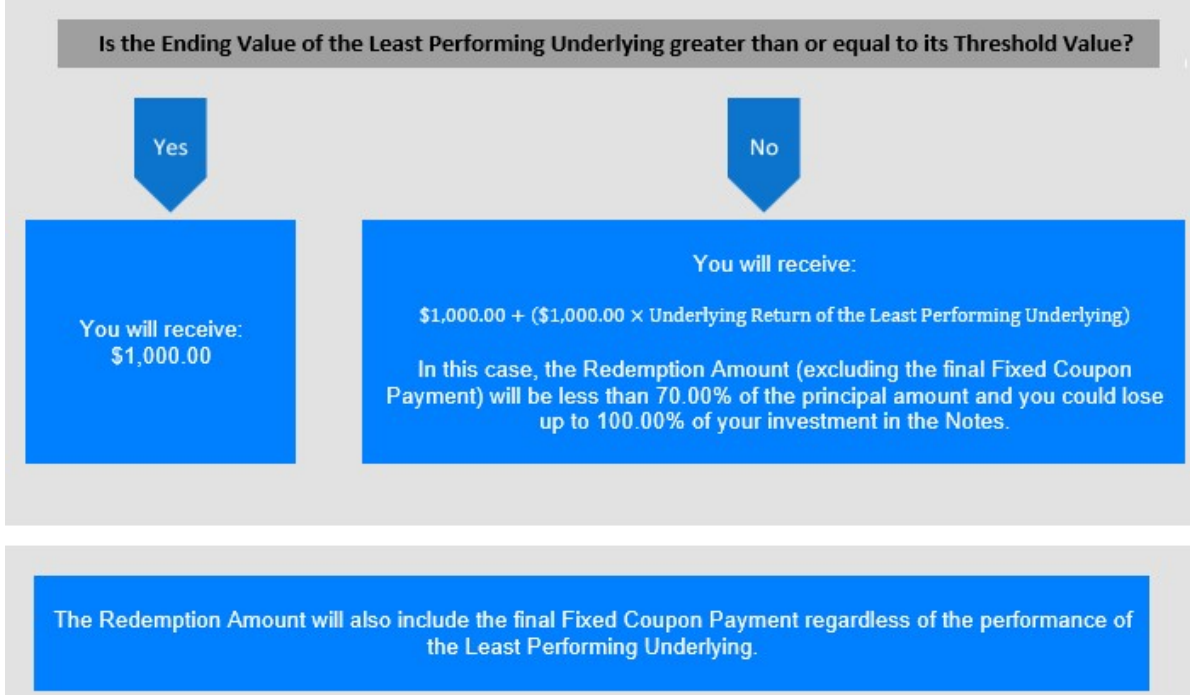 Is the Ending Value of the Least Performing Underlying greater than or equal to its Threshold Value?
Yes
No
You will receive:
$1,000.00
You will receive:
$1,000.00 + ($1,000.00 × Underlying Return of the Least Performing Underlying)
In this case, the Redemption Amount (excluding the final Fixed Coupon
Payment) will be less than 70.00% of the principal amount and you could lose
up to 100.00% of your investment in the Notes.
The Redemption Amount will also include the final Fixed Coupon Payment regardless of the performance of
the Least Performing Underlying.